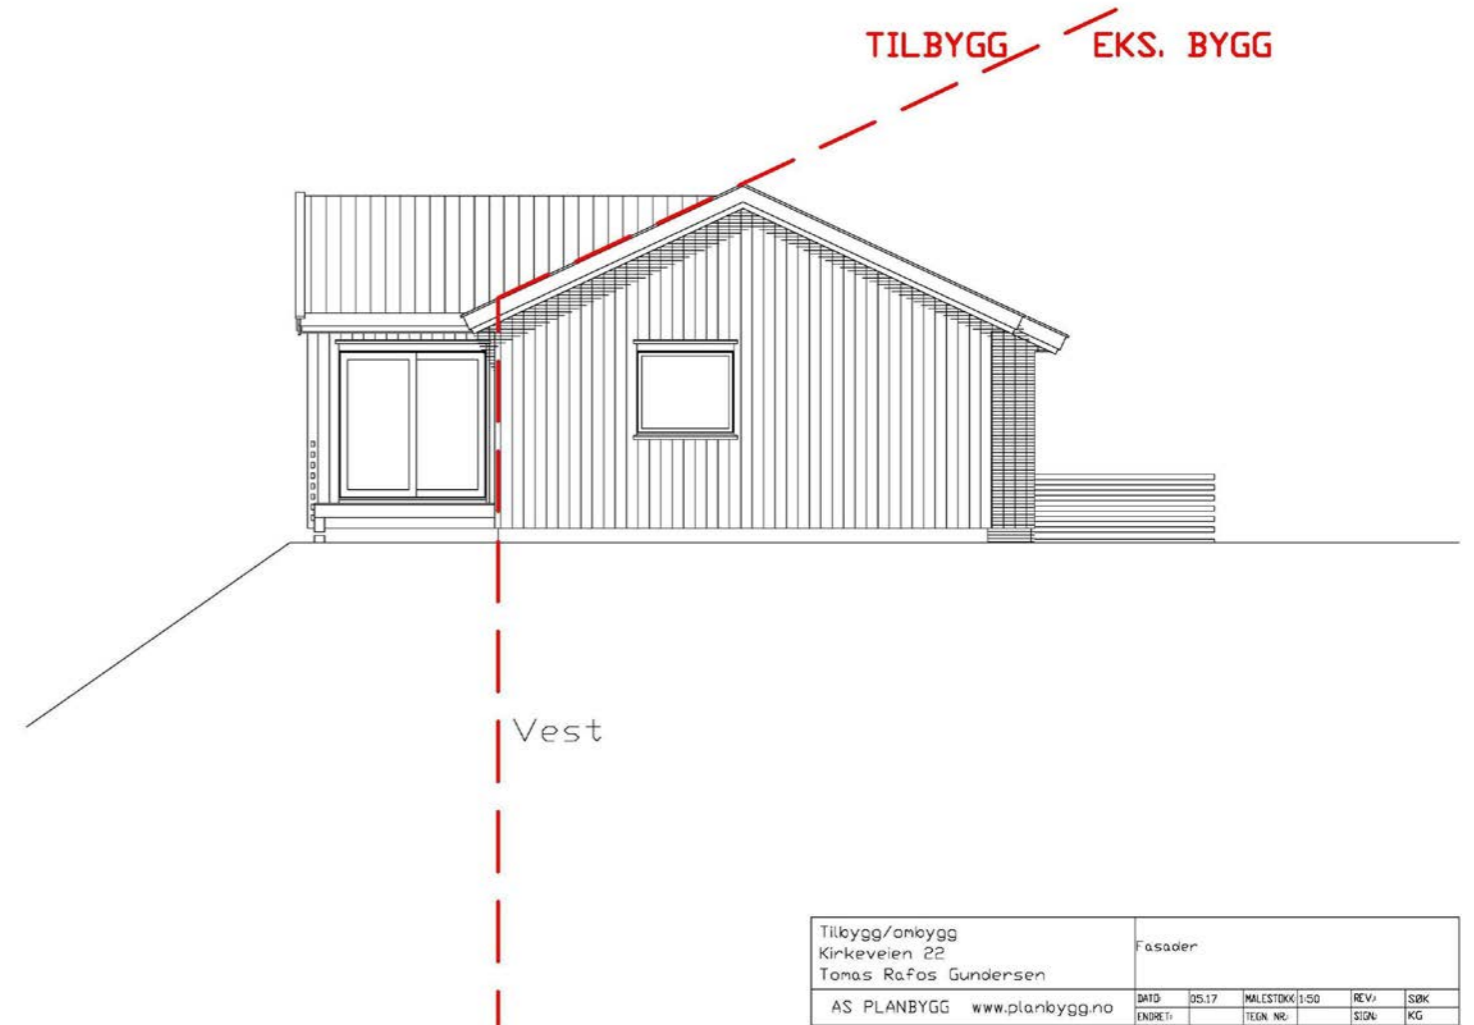 TILBYGG EKS. BYGG
Vest
Tilbygg/ombygg
Kirkeveien 22
Tomas Rafos Gundersen
Fasader
AS PLANBYGG www.planbygg.no
DATO: 05.17 MALESTOKK: 1:50 REV.: SØK
ENDRET: TEGN. NR.: SIGN.: KG